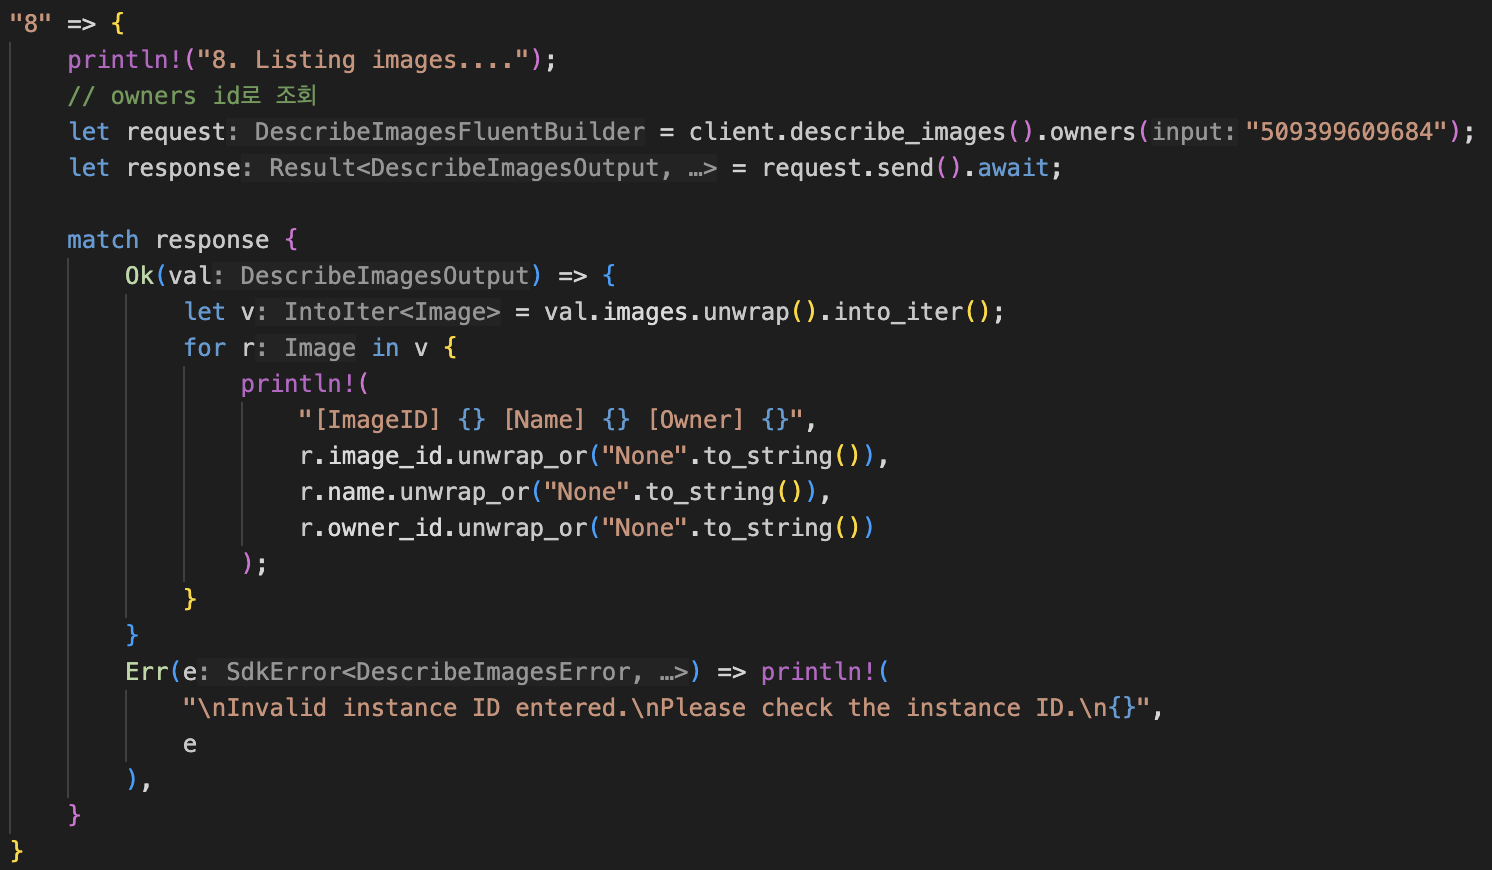 "8" => {
println!("8. Listing images....");
// owners id로 조회
let request: DescribeImagesFluentBuilder = client.describe_images().owners(input: "509399609684");
let response: Result<DescribeImagesOutput, …> = request.send().await;
match response {
Ok(val: DescribeImagesOutput) => {
let v: IntoIter<Image> = val.images.unwrap().into_iter();
for r: Image in v {
println!(
"[ImageID] {} [Name] {} [Owner] {}",
r.image_id.unwrap_or("None".to_string()),
r.name.unwrap_or("None".to_string()),
r.owner_id.unwrap_or("None".to_string())
);
}
}
Err(e: SdkError<DescribeImagesError, …>) => println!(
"\nInvalid instance ID entered.\nPlease check the instance ID.\n{}",
e
),
}
}